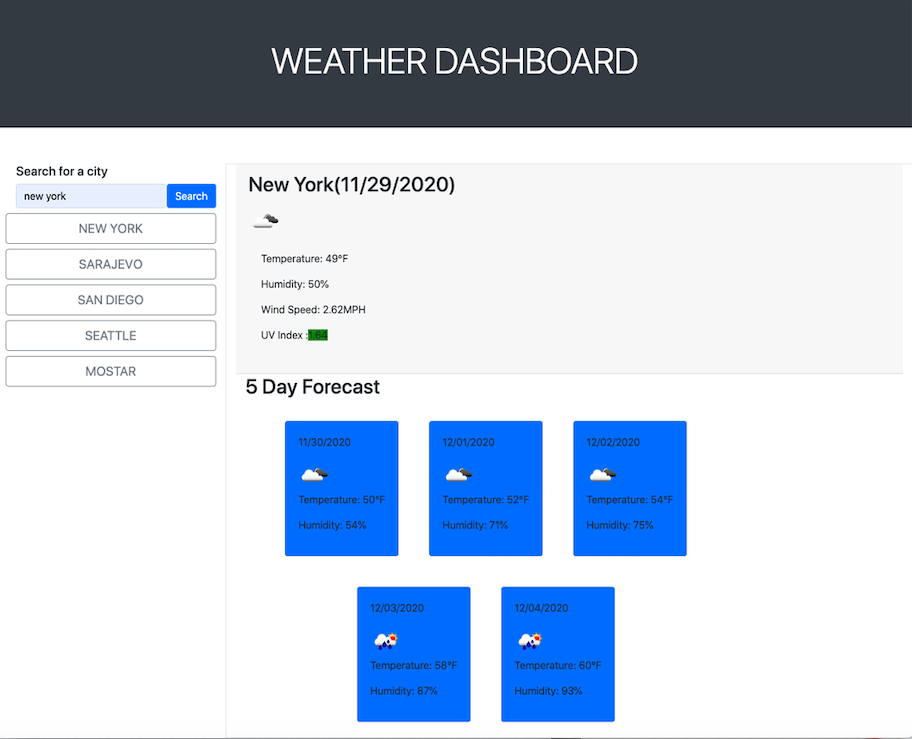 WEATHER DASHBOARD
Search for a city
new york
Search
NEW YORK
SARAJEVO
SAN DIEGO
SEATTLE
MOSTAR
New York(11/29/2020)
Temperature: 49°F
Humidity: 50%
Wind Speed: 2.62MPH
UV Index :1.64
5 Day Forecast
11/30/2020
Temperature: 50°F
Humidity: 54%
12/01/2020
Temperature: 52°F
Humidity: 71%
12/02/2020
Temperature: 54°F
Humidity: 75%
12/03/2020
Temperature: 58°F
Humidity: 87%
12/04/2020
Temperature: 60°F
Humidity: 93%